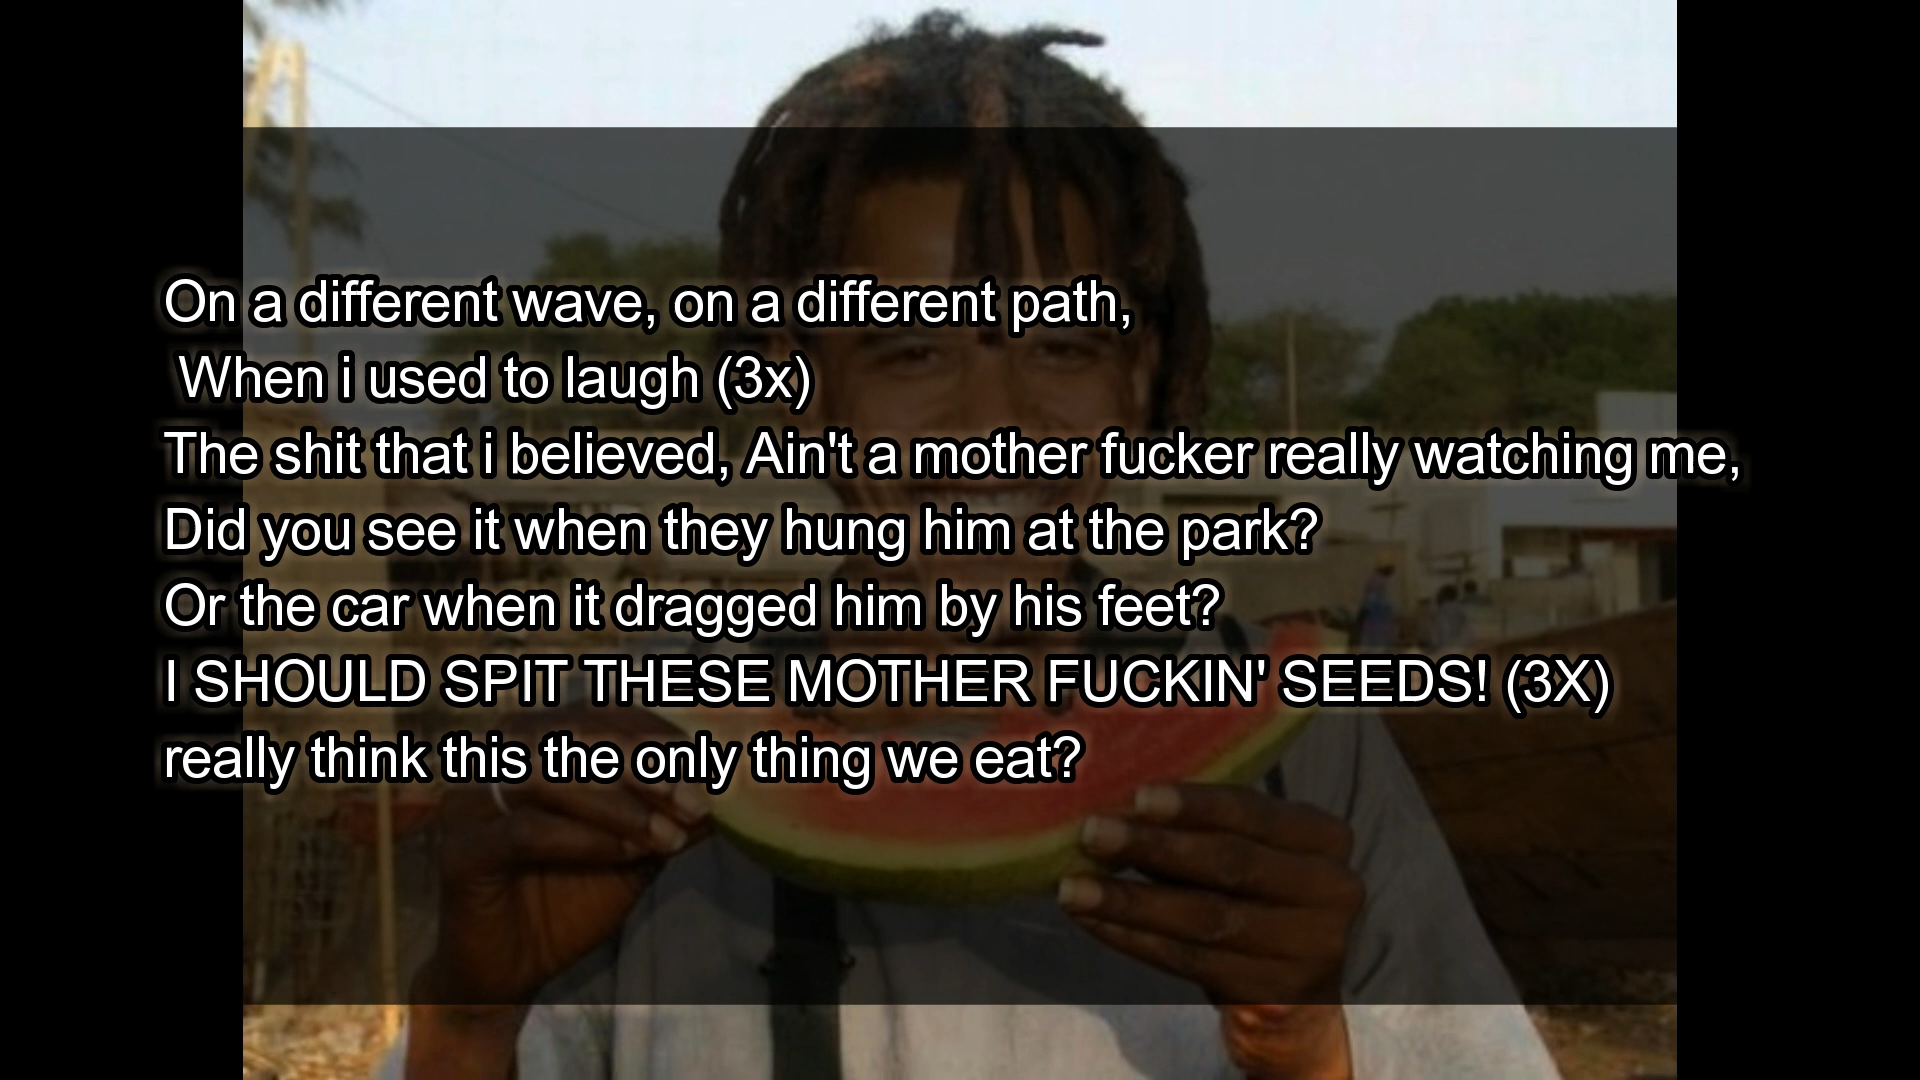 On a different wave, on a different path,
When i used to laugh (3x)
The shit that i believed, Ain't a mother fucker really watching me,
Did you see it when they hung him at the park?
Or the car when it dragged him by his feet?
I SHOULD SPIT THESE MOTHER FUCKIN' SEEDS! (3X)
really think this the only thing we eat?